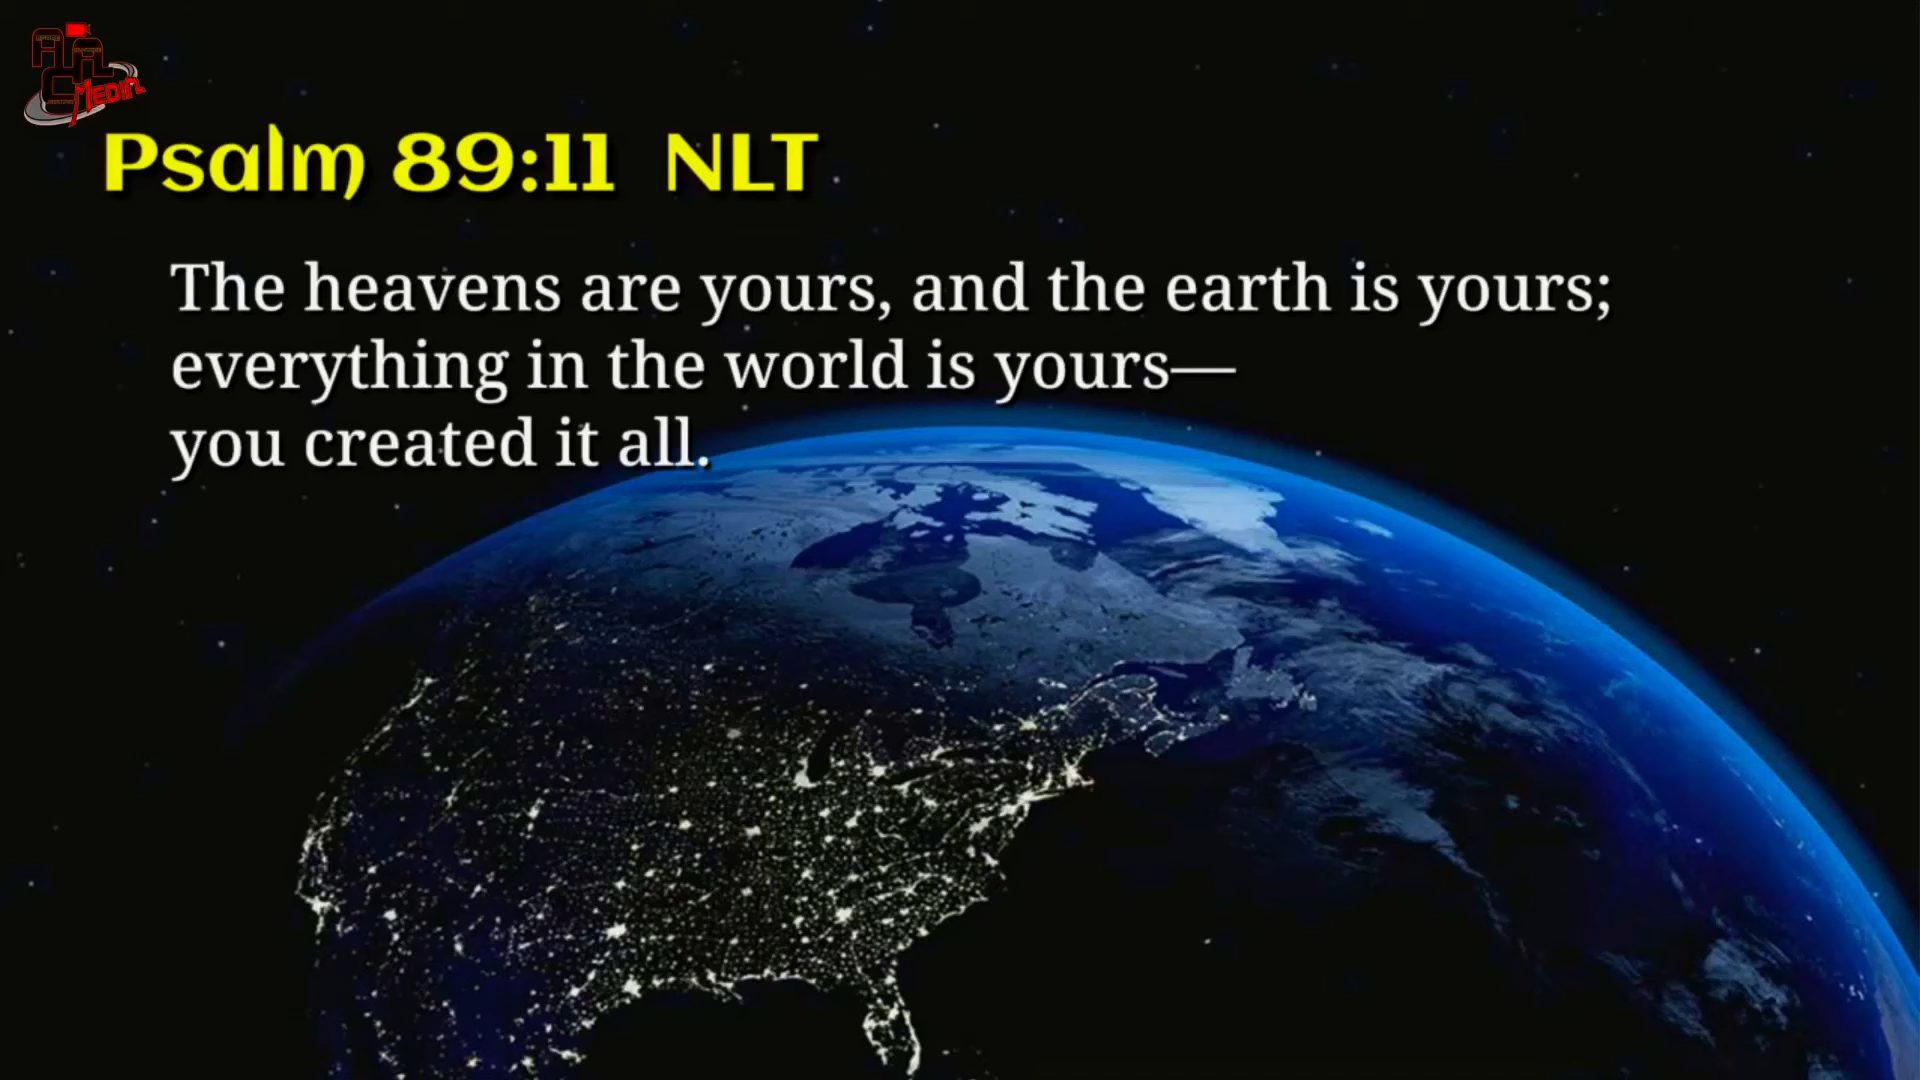 MEDIA
Psalm 89:11 NLT
The heavens are yours, and the earth is yours;
everything in the world is yours—
you created it all.